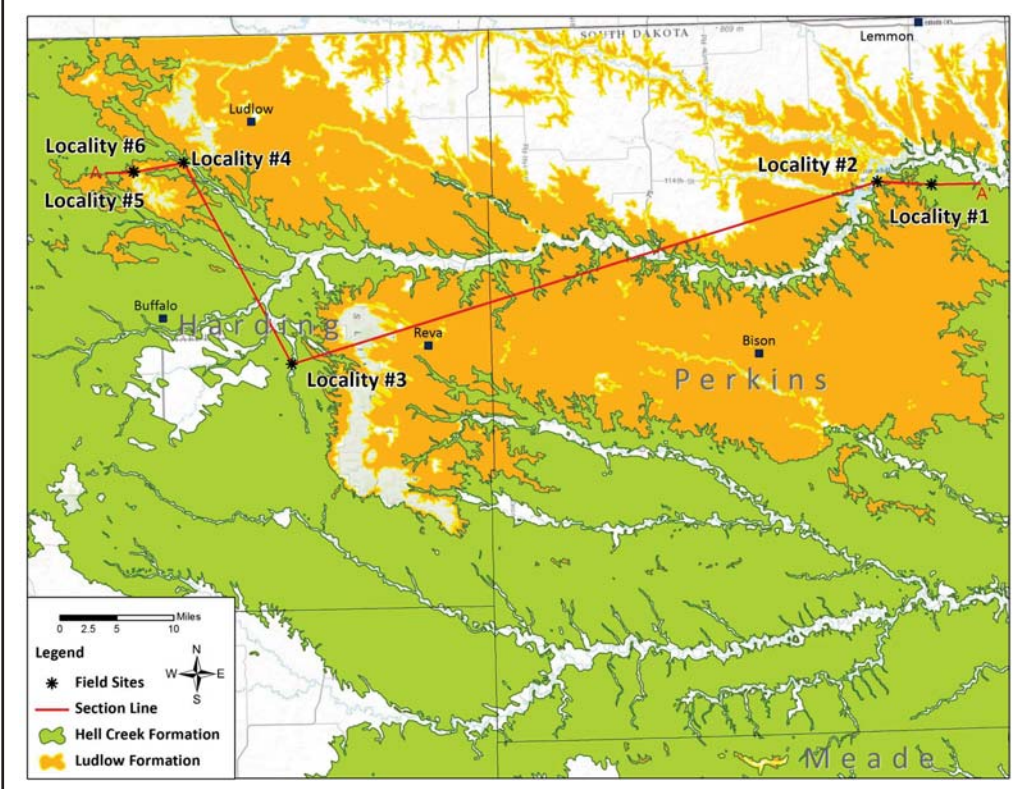 SOUTH DAKOTA
Lemmon
Ludlow
Locality #6
Locality #4
A
Locality #5
Locality #2
A'
Locality #1
Buffalo
Harding
Reva
Bison
Locality #3
Perkins
Miles
0 2.5 5 10
Legend
N
W E
S
Field Sites
Section Line
Hell Creek Formation
Ludlow Formation
Meade